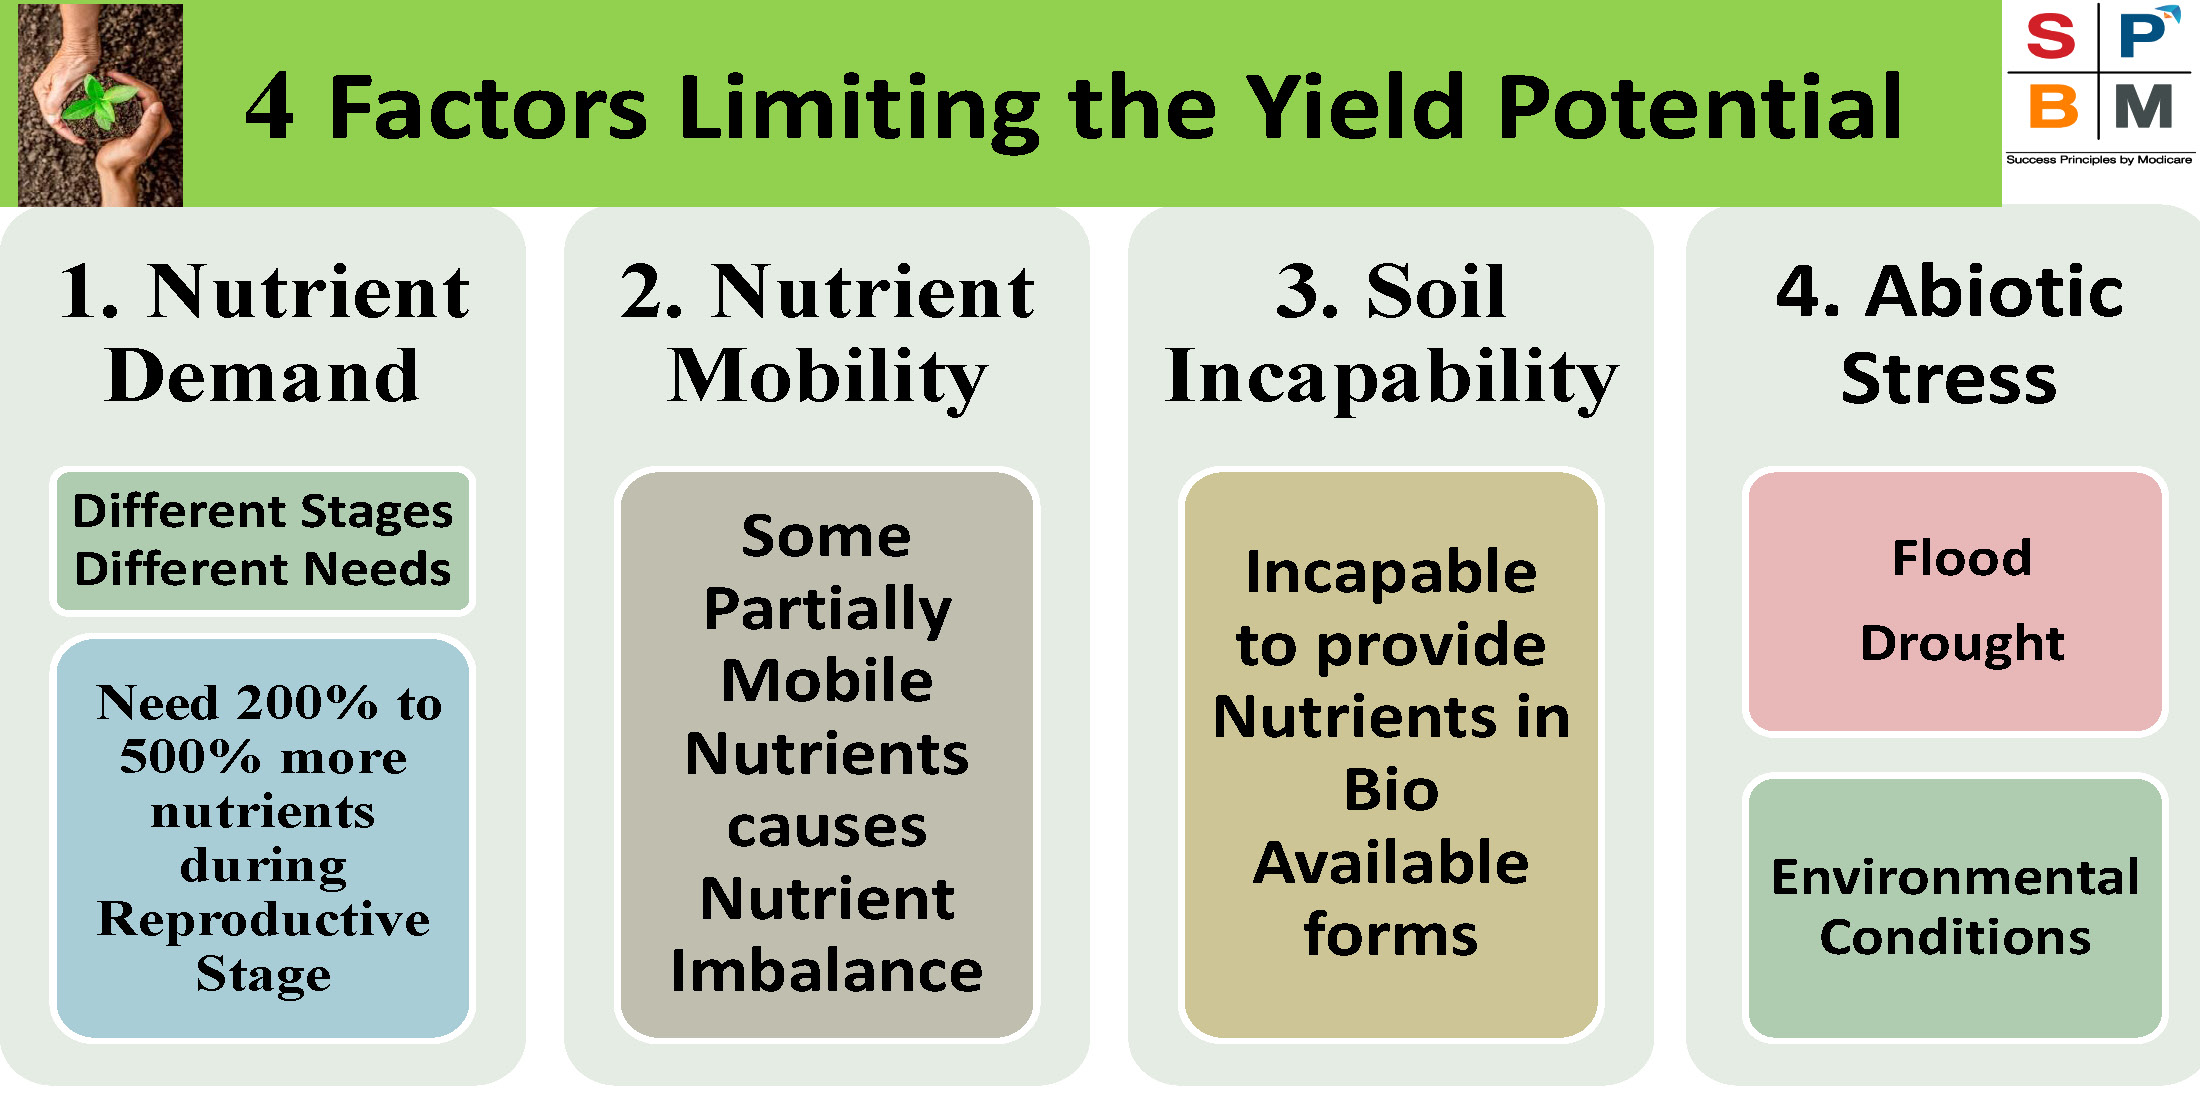 4 Factors Limiting the Yield Potential
S P
B M
Success Principles by Modicare
1. Nutrient
Demand
Different Stages
Different Needs
Need 200% to
500% more
nutrients
during
Reproductive
Stage
2. Nutrient
Mobility
Some
Partially
Mobile
Nutrients
causes
Nutrient
Imbalance
3. Soil
Incapability
Incapable
to provide
Nutrients in
Bio
Available
forms
4. Abiotic
Stress
Flood
Drought
Environmental
Conditions